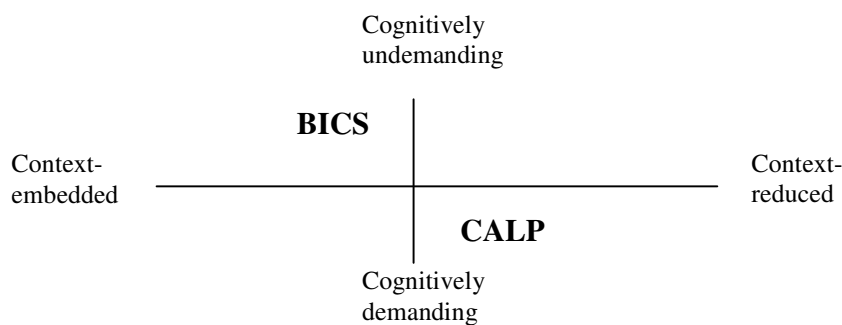 Cognitively
undemanding
BICS
Context-
embedded
Context-
reduced
CALP
Cognitively
demanding